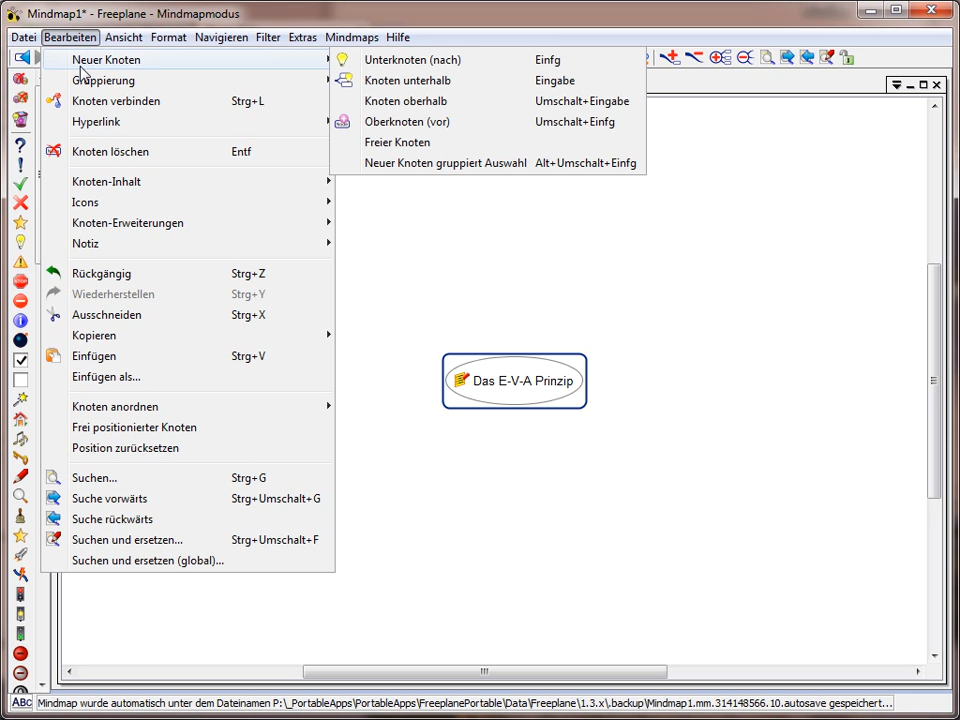 Mindmap1* - Freeplane - Mindmapmodus
Datei Bearbeiten Ansicht Format Navigieren Filter Extras Mindmaps Hilfe
Neuer Knoten
Gruppierung
Knoten verbinden Strg+L
Hyperlink
Knoten löschen Entf
Knoten-Inhalt
Icons
Knoten-Erweiterungen
Notiz
Rückgängig Strg+Z
Wiederherstellen Strg+Y
Ausschneiden Strg+X
Kopieren
Einfügen Strg+V
Einfügen als...
Knoten anordnen
Frei positionierter Knoten
Position zurücksetzen
Suchen... Strg+G
Suche vorwärts Strg+Umschalt+G
Suche rückwärts
Suchen und ersetzen... Strg+Umschalt+F
Suchen und ersetzen (global)...
Unterknoten (nach) Einfg
Knoten unterhalb Eingabe
Knoten oberhalb Umschalt+Eingabe
Oberknoten (vor) Umschalt+Einfg
Freier Knoten
Neuer Knoten gruppiert Auswahl Alt+Umschalt+Einfg
Das E-V-A Prinzip
ABC Mindmap wurde automatisch unter dem Dateinamen P:\_PortableApps\PortableApps\FreeplanePortable\Data\Freeplane\1.3.x\.backup\Mindmap1.mm.314148566.10.autosave gespeichert...